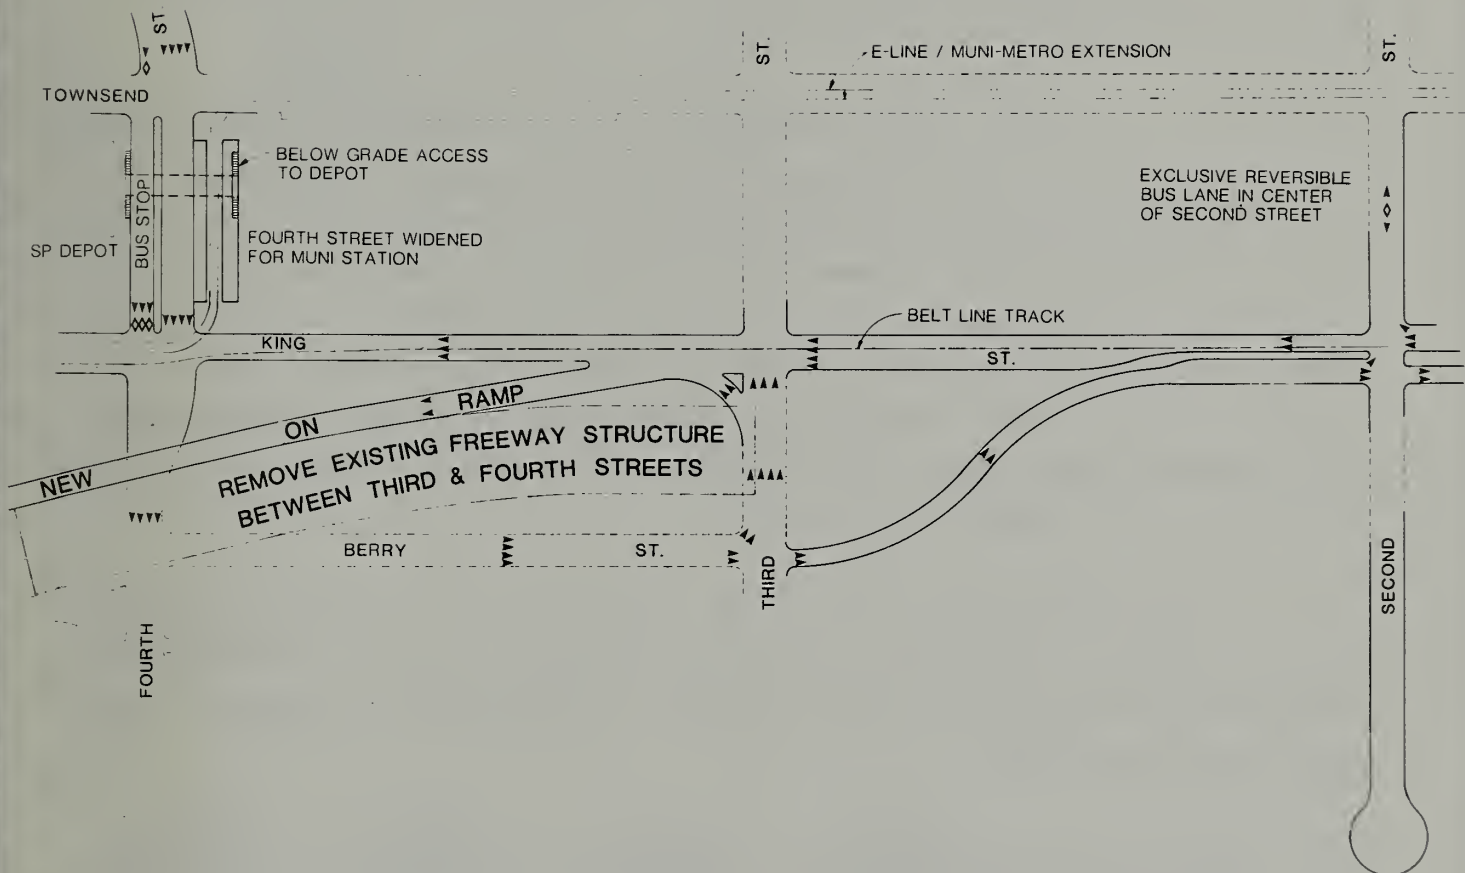 ST.
ST.
ST.
E-LINE / MUNI-METRO EXTENSION
TOWNSEND
BELOW GRADE ACCESS
TO DEPOT
EXCLUSIVE REVERSIBLE
BUS LANE IN CENTER
OF SECOND STREET
BUS STOP
SP DEPOT
FOURTH STREET WIDENED
FOR MUNI STATION
BELT LINE TRACK
KING
ST.
NEW ON RAMP
REMOVE EXISTING FREEWAY STRUCTURE
BETWEEN THIRD & FOURTH STREETS
BERRY
ST.
THIRD
SECOND
FOURTH